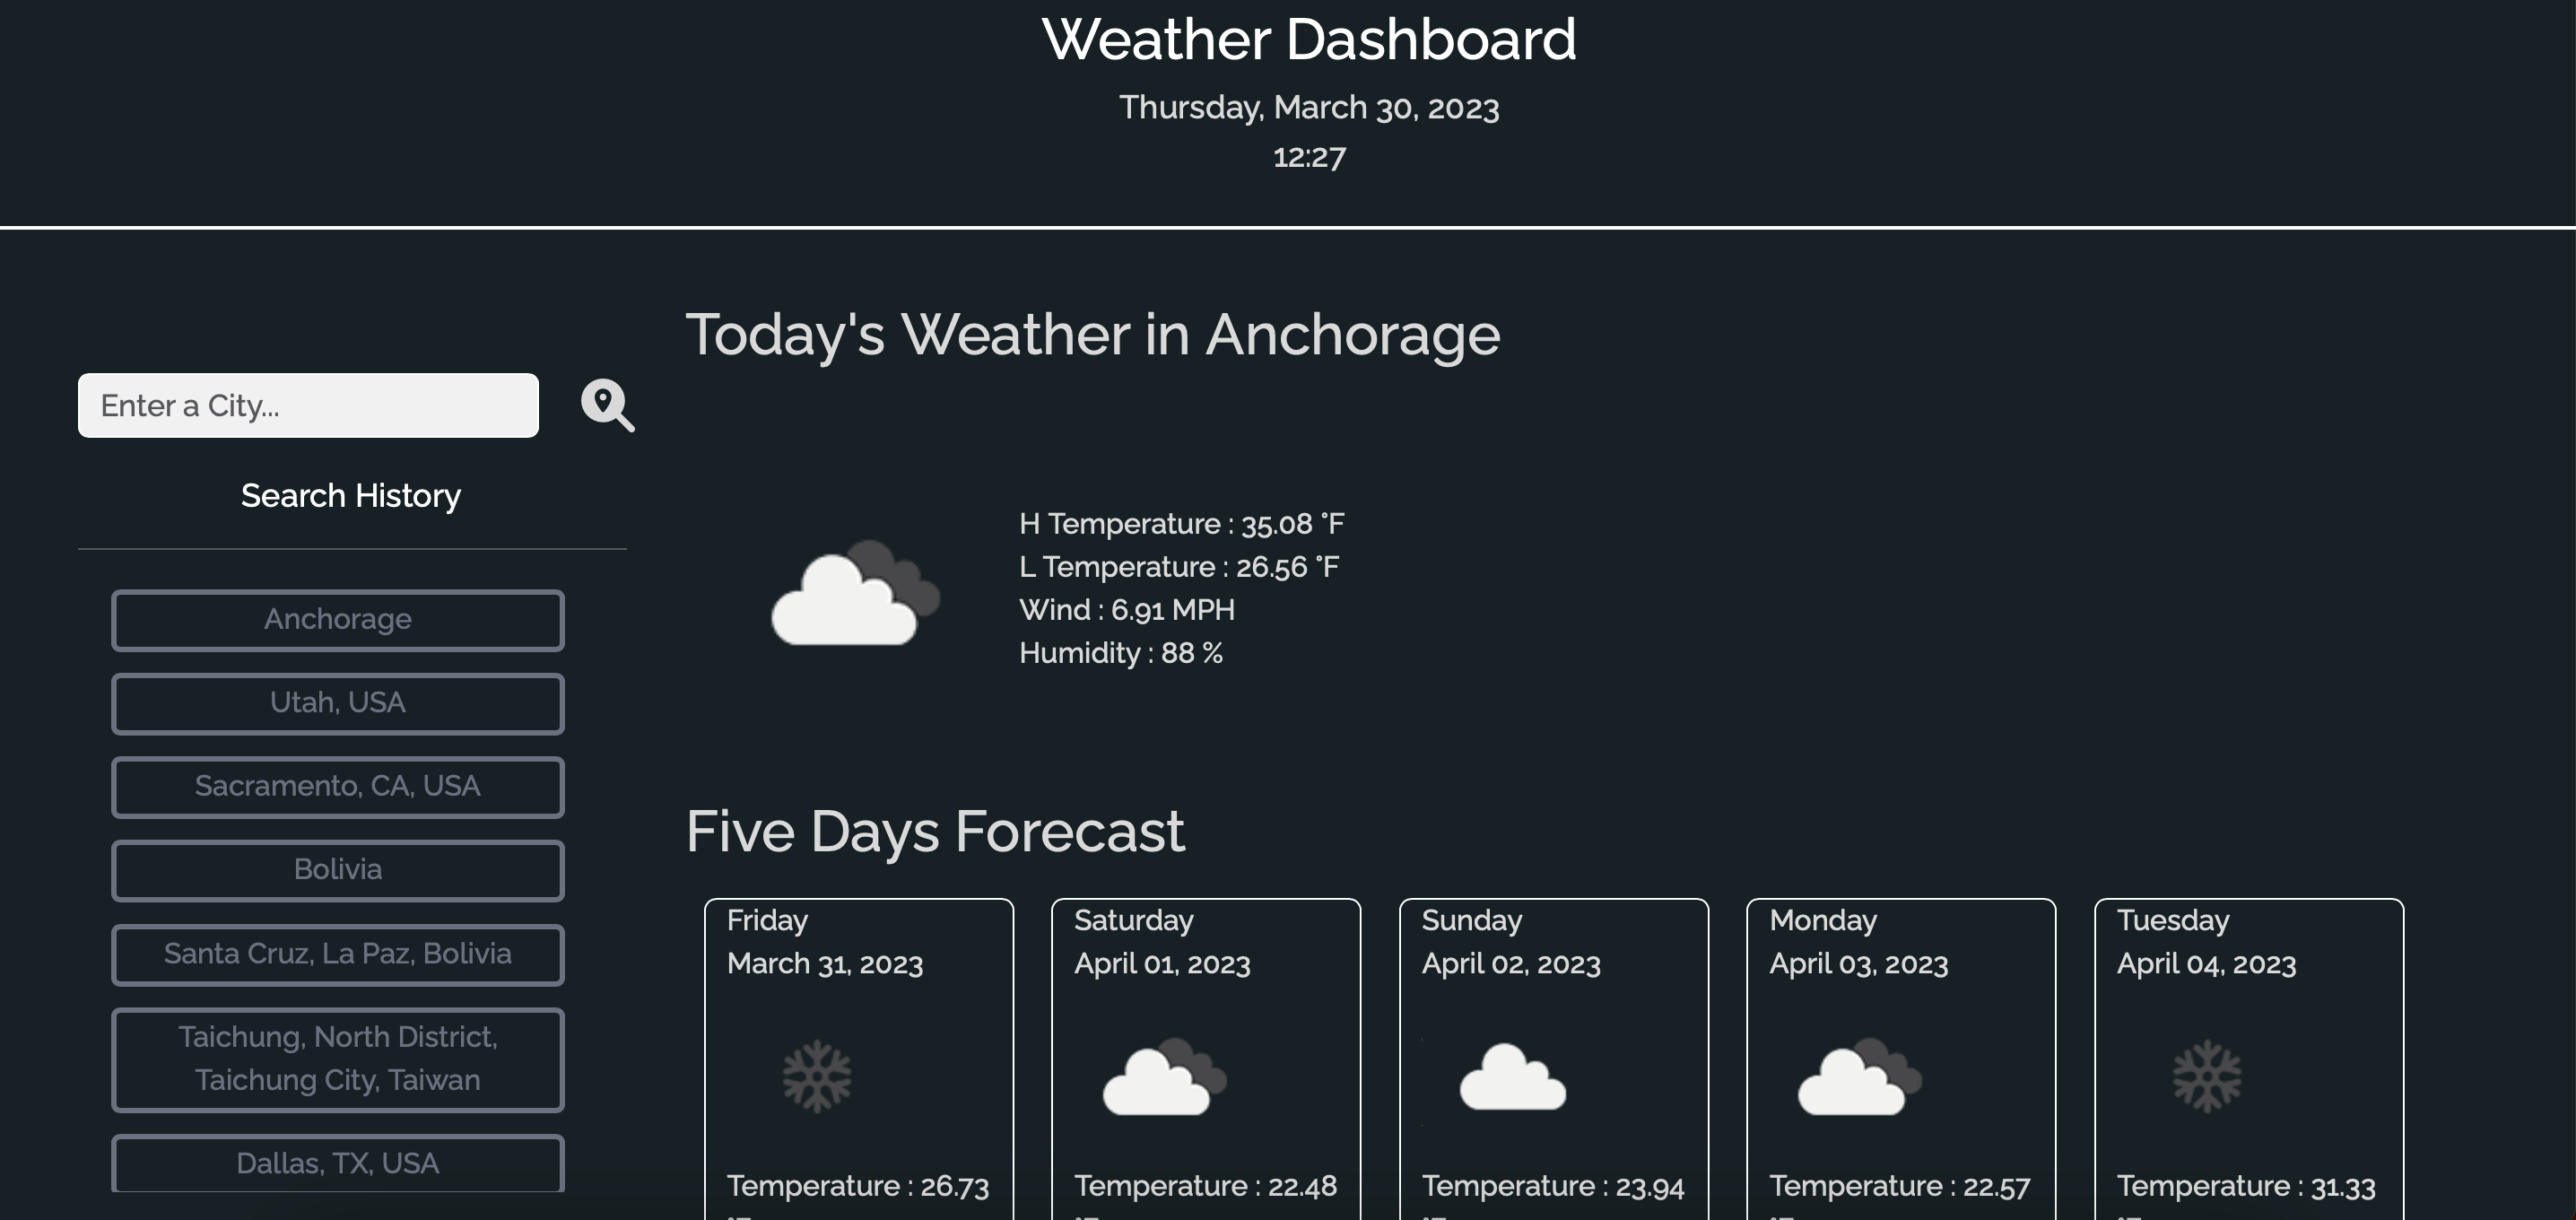 Weather Dashboard
Thursday, March 30, 2023
12:27
Enter a City...
Search History
Anchorage
Utah, USA
Sacramento, CA, USA
Bolivia
Santa Cruz, La Paz, Bolivia
Taichung, North District,
Taichung City, Taiwan
Dallas, TX, USA
Today's Weather in Anchorage
H Temperature : 35.08 °F
L Temperature : 26.56 °F
Wind : 6.91 MPH
Humidity : 88 %
Five Days Forecast
Friday
March 31, 2023
Temperature : 26.73
Saturday
April 01, 2023
Temperature : 22.48
Sunday
April 02, 2023
Temperature : 23.94
Monday
April 03, 2023
Temperature : 22.57
Tuesday
April 04, 2023
Temperature : 31.33